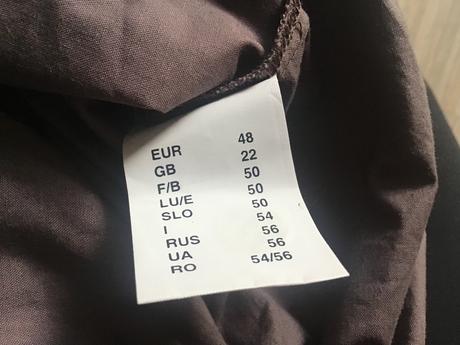 EUR 48
GB 22
F/B 50
LU/E 50
SLO 50
I 54
RUS 56
UA 56
RO 54/56